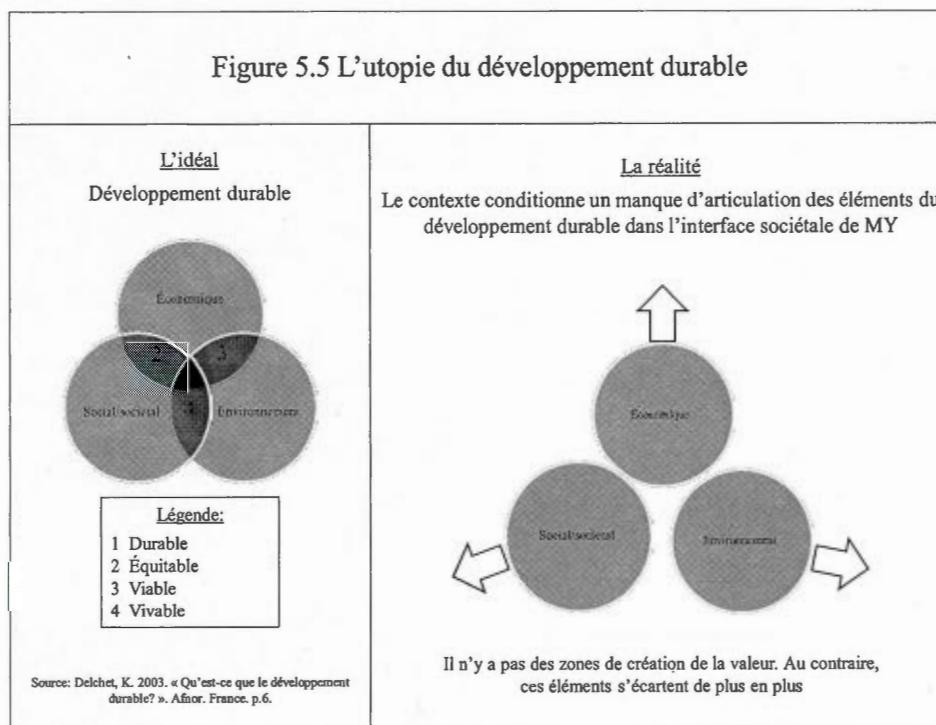 Figure 5.5 L'utopie du développement durable
L'idéal
Développement durable
Économique
2
3
Social/sociétal
Environnement
Légende:
1 Durable
2 Équitable
3 Viable
4 Vivable
Source: Delchet, K. 2003. « Qu'est-ce que le développement
durable? ». Afnor. France. p.6.
La réalité
Le contexte conditionne un manque d'articulation des éléments du
développement durable dans l'interface sociétale de MY
Économique
Social/sociétal
Environnement
Il n'y a pas des zones de création de la valeur. Au contraire,
ces éléments s'écartent de plus en plus